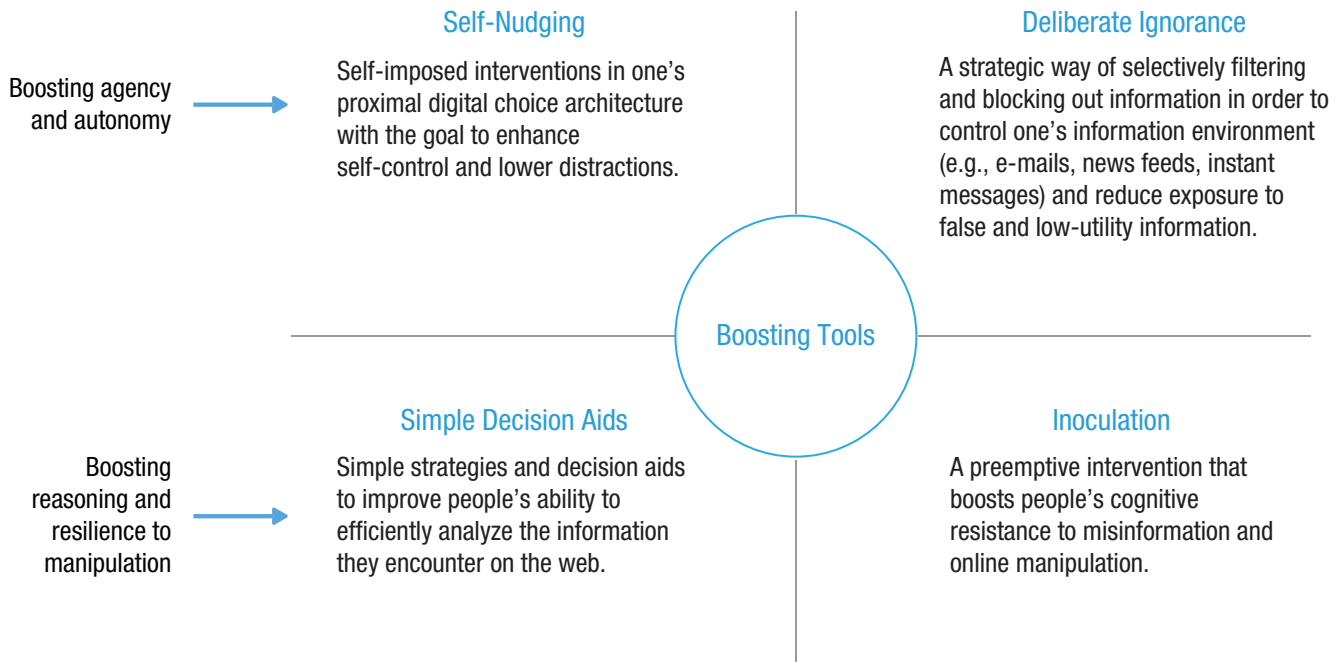 Self-Nudging
Deliberate Ignorance
Boosting agency
and autonomy
Self-imposed interventions in one’s
proximal digital choice architecture
with the goal to enhance
self-control and lower distractions.
A strategic way of selectively filtering
and blocking out information in order to
control one’s information environment
(e.g., e-mails, news feeds, instant
messages) and reduce exposure to
false and low-utility information.
Boosting Tools
Simple Decision Aids
Inoculation
Boosting
reasoning and
resilience to
manipulation
Simple strategies and decision aids
to improve people’s ability to
efficiently analyze the information
they encounter on the web.
A preemptive intervention that
boosts people’s cognitive
resistance to misinformation and
online manipulation.